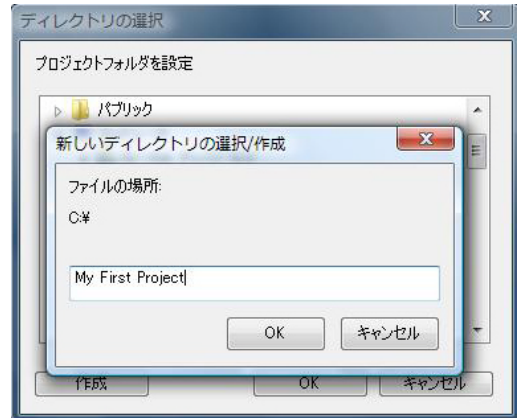 ディレクトリの選択
プロジェクトフォルダを設定
パブリック
新しいディレクトリの選択/作成
ファイルの場所:
C:¥
My First Project
OK キャンセル
作成 OK キャンセル